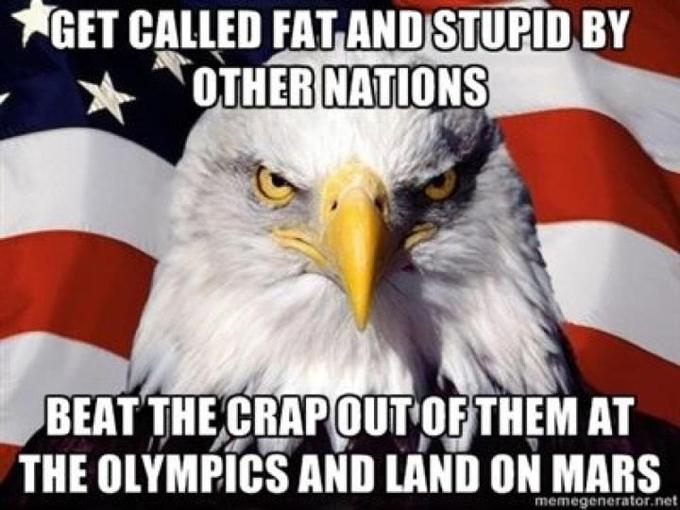 GET CALLED FAT AND STUPID BY
OTHER NATIONS
BEAT THE CRAP OUT OF THEM AT
THE OLYMPICS AND LAND ON MARS
memegenerator.net